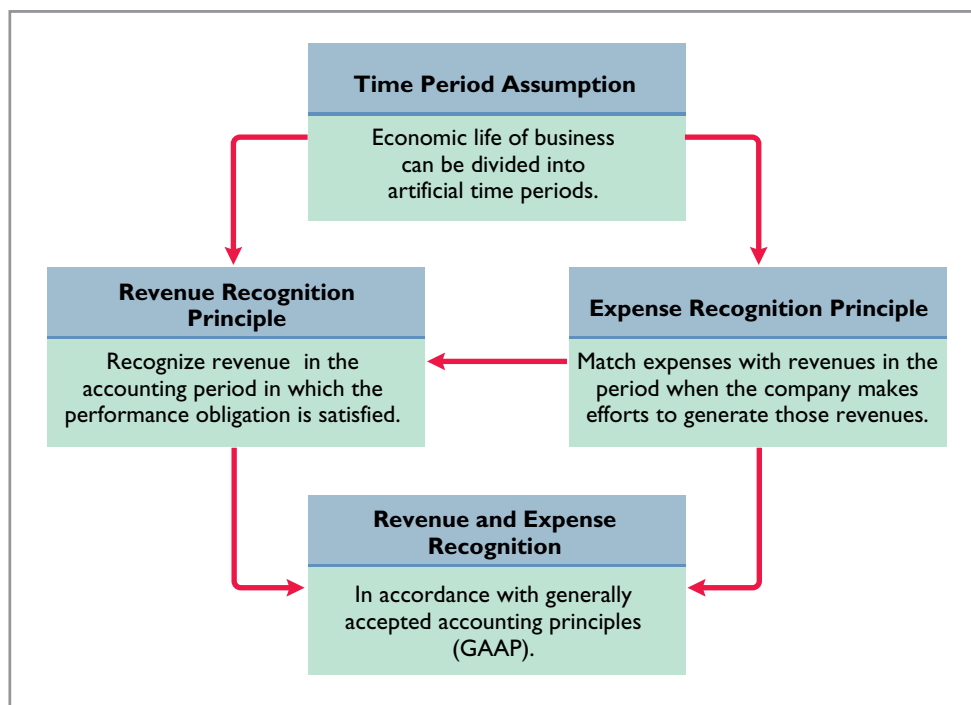 Time Period Assumption
Economic life of business
can be divided into
artificial time periods.
Revenue Recognition
Principle
Recognize revenue in the
accounting period in which the
performance obligation is satisfied.
Expense Recognition Principle
Match expenses with revenues in the
period when the company makes
efforts to generate those revenues.
Revenue and Expense
Recognition
In accordance with generally
accepted accounting principles
(GAAP).